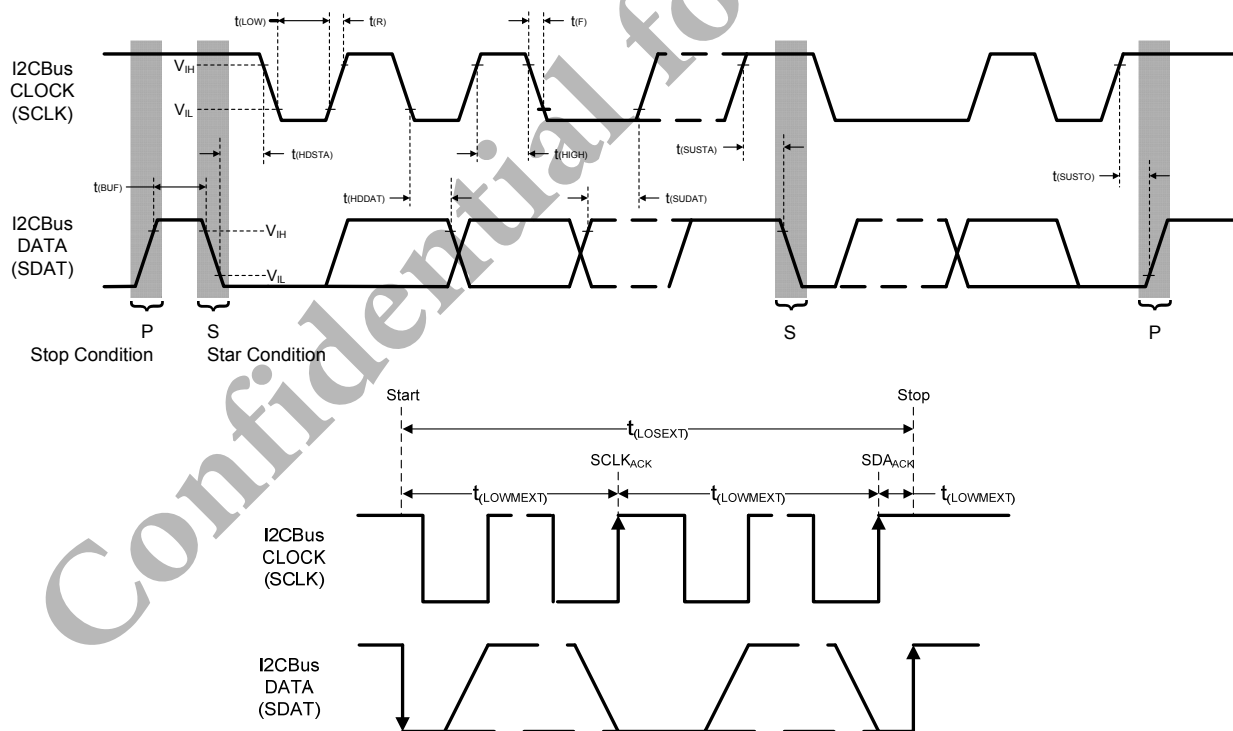 t(LOW)
t(R)
t(F)
I2CBus
CLOCK
(SCLK)
VIH
VIL
t(HDSTA)
t(HIGH)
t(SUSTA)
t(SUSTO)
t(BUF)
t(HDDAT)
t(SUDAT)
I2CBus
DATA
(SDAT)
VIH
VIL
P
S
S
P
Stop Condition
Star Condition
Start
Stop
t(LOSEXT)
SCLKACK
SDAACK
t(LOWMEXT)
t(LOWMEXT)
t(LOWMEXT)
I2CBus
CLOCK
(SCLK)
I2CBus
DATA
(SDAT)
Confidential fo